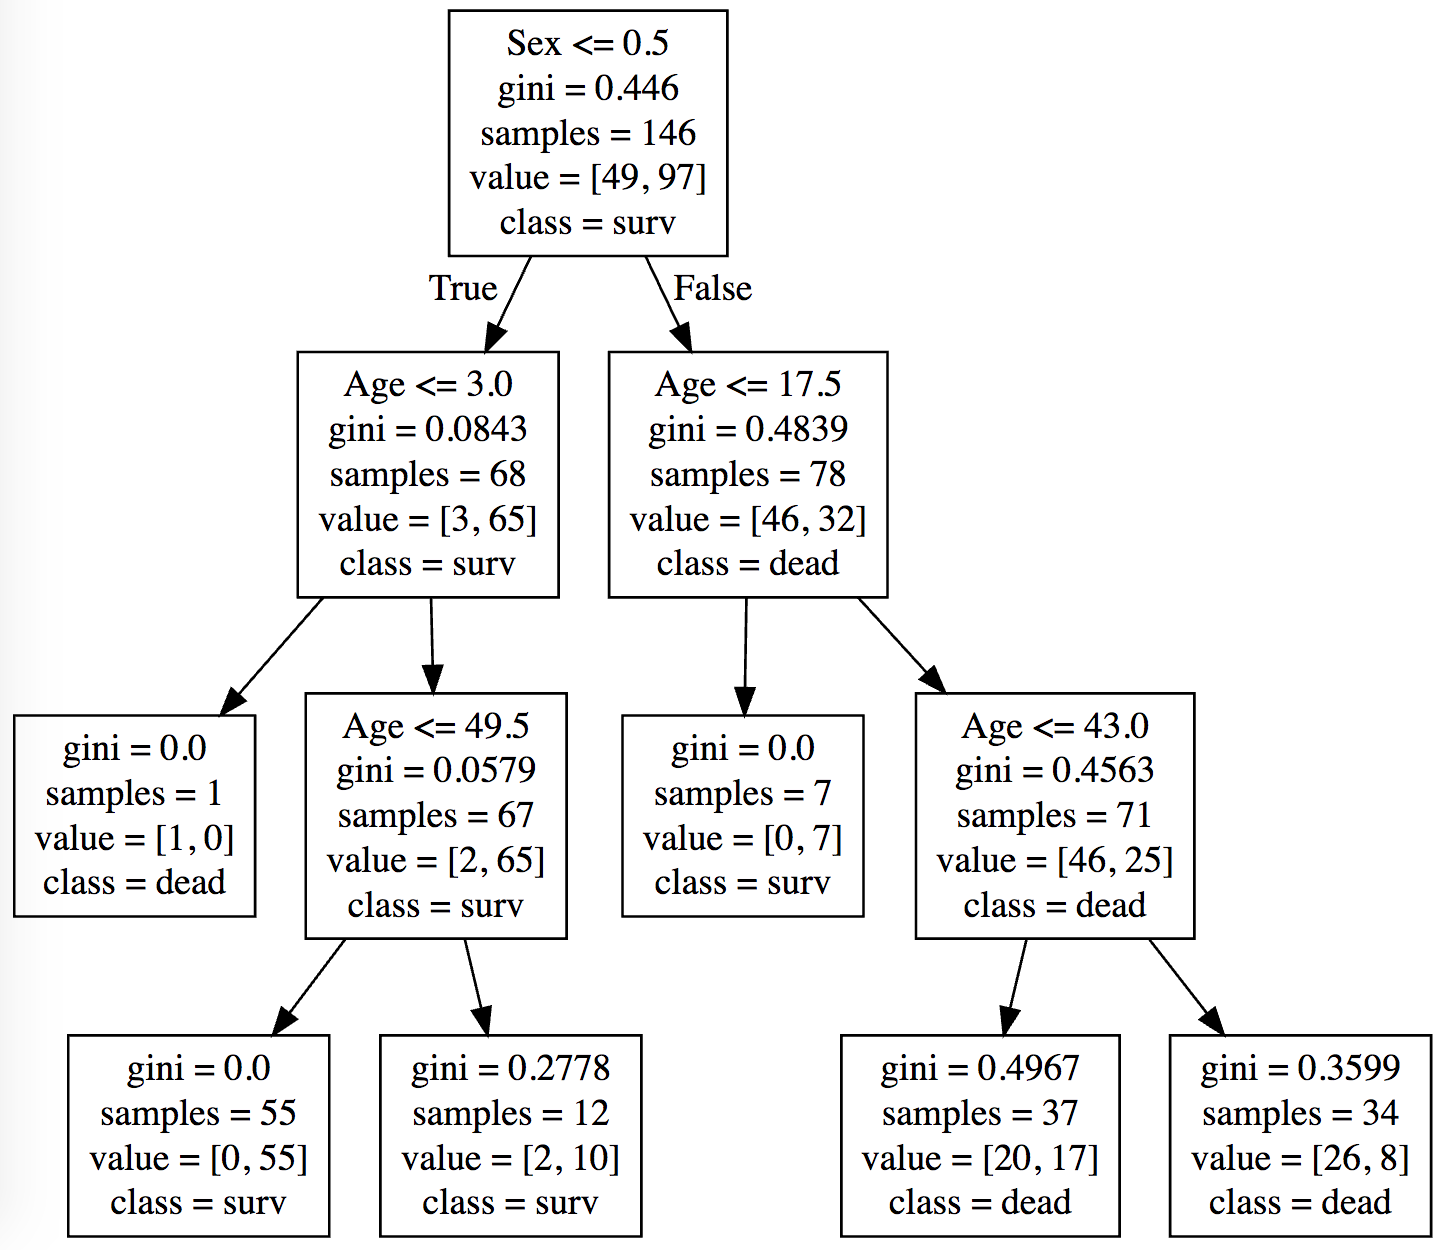 Sex <= 0.5
gini = 0.446
samples = 146
value = [49, 97]
class = surv
True
False
Age <= 3.0
gini = 0.0843
samples = 68
value = [3, 65]
class = surv
Age <= 17.5
gini = 0.4839
samples = 78
value = [46, 32]
class = dead
gini = 0.0
samples = 1
value = [1, 0]
class = dead
Age <= 49.5
gini = 0.0579
samples = 67
value = [2, 65]
class = surv
gini = 0.0
samples = 7
value = [0, 7]
class = surv
Age <= 43.0
gini = 0.4563
samples = 71
value = [46, 25]
class = dead
gini = 0.0
samples = 55
value = [0, 55]
class = surv
gini = 0.2778
samples = 12
value = [2, 10]
class = surv
gini = 0.4967
samples = 37
value = [20, 17]
class = dead
gini = 0.3599
samples = 34
value = [26, 8]
class = dead